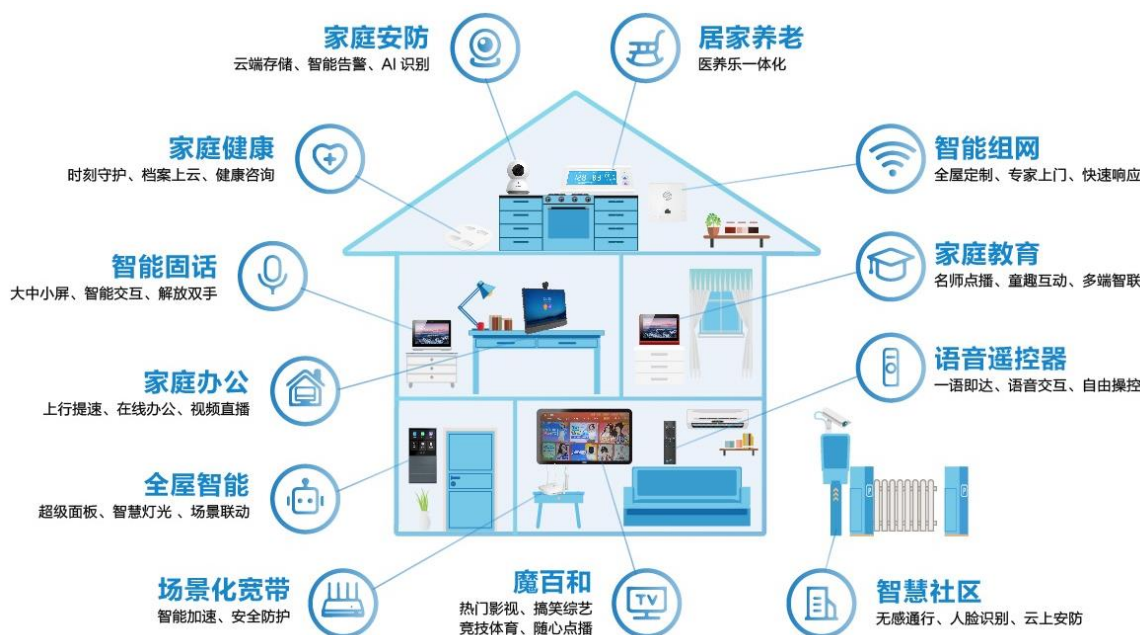 家庭安防
云端存储、智能告警、AI 识别
居家养老
医养乐一体化
家庭健康
时刻守护、档案上云、健康咨询
智能组网
全屋定制、专家上门、快速响应
智能固话
大中小屏、智能交互、解放双手
家庭教育
名师点播、童趣互动、多端智联
家庭办公
上行提速、在线办公、视频直播
语音遥控器
一语即达、语音交互、自由操控
全屋智能
超级面板、智慧灯光 、场景联动
场景化宽带
智能加速、安全防护
魔百和
热门影视、搞笑综艺
竞技体育、随心点播
TV
智慧社区
无感通行、人脸识别、云上安防